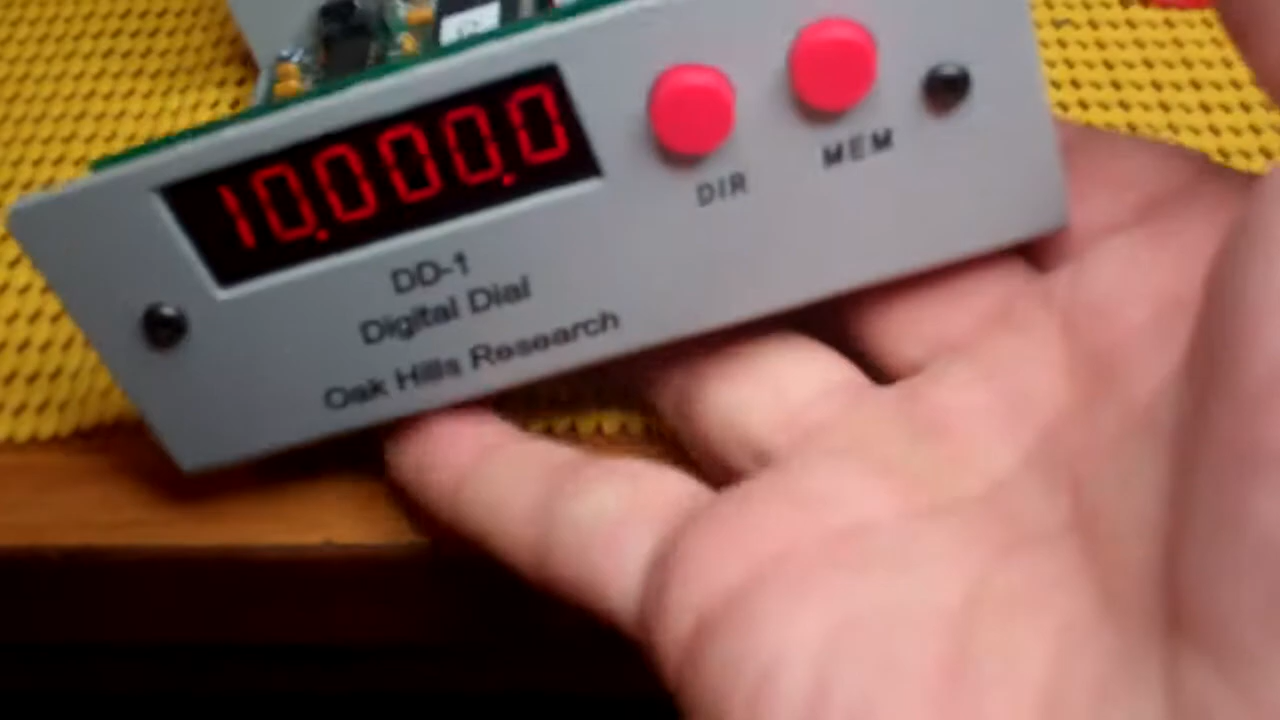 10.000.0
DIR
MEM
DD-1
Digital Dial
Oak Hills Research